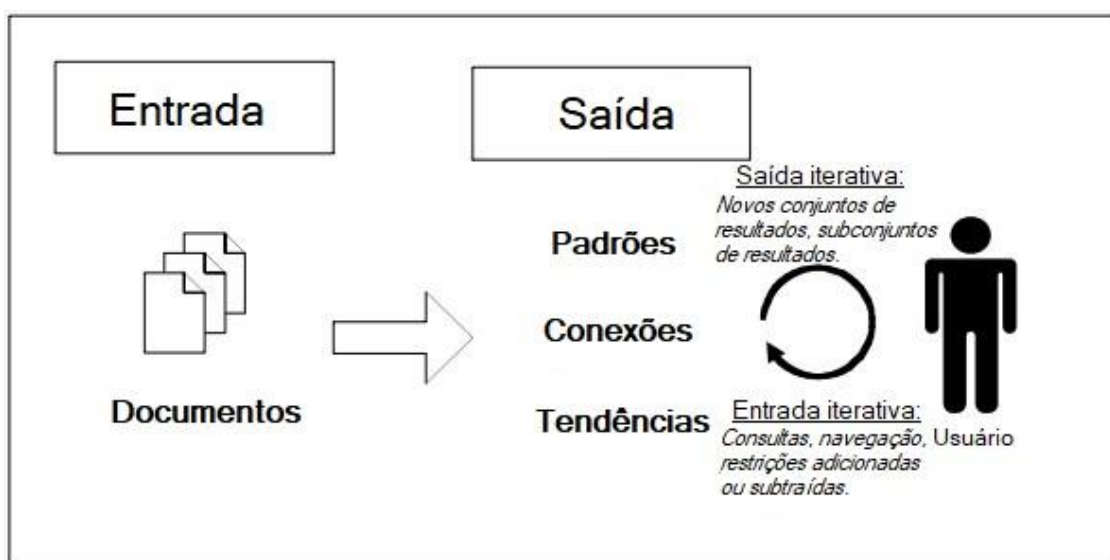 Entrada
Saída
Saída iterativa:
Novos conjuntos de
resultados, subconjuntos
de resultados.
Padrões
Conexões
Tendências
Documentos
Entrada iterativa:
Consultas, navegação,
restrições adicionadas
ou subtraídas.
Usuário